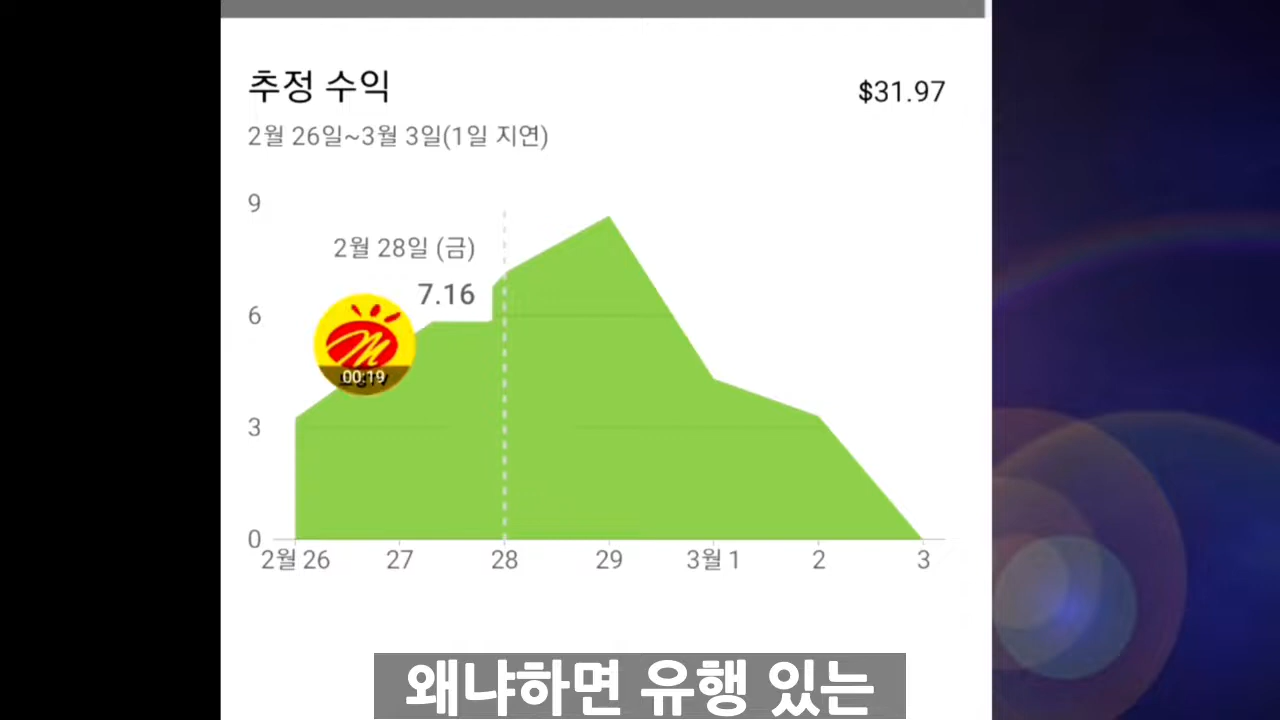 추정 수익
$31.97
2월 26일~3월 3일(1일 지연)
9
2월 28일 (금)
7.16
6
00:19
3
0
2월 26
27
28
29
3월 1
2
3
왜냐하면 유행 있는